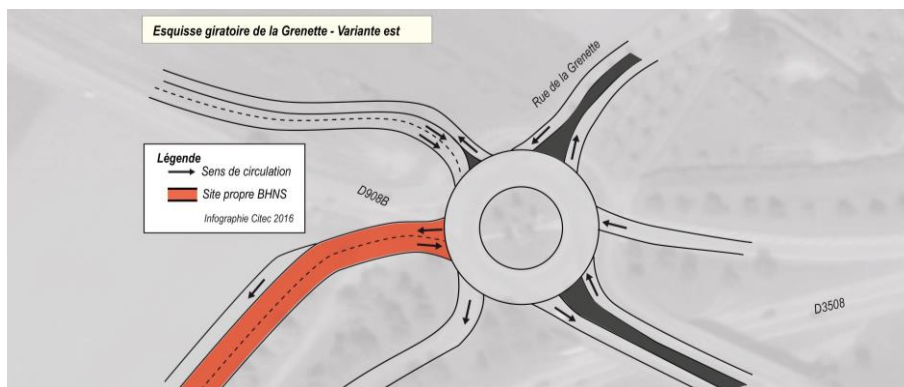 Esquisse giratoire de la Grenette - Variante est
Rue de la Grenette
Légende
Sens de circulation
Site propre BHNS
Infographie Citec 2016
D908B
D3508